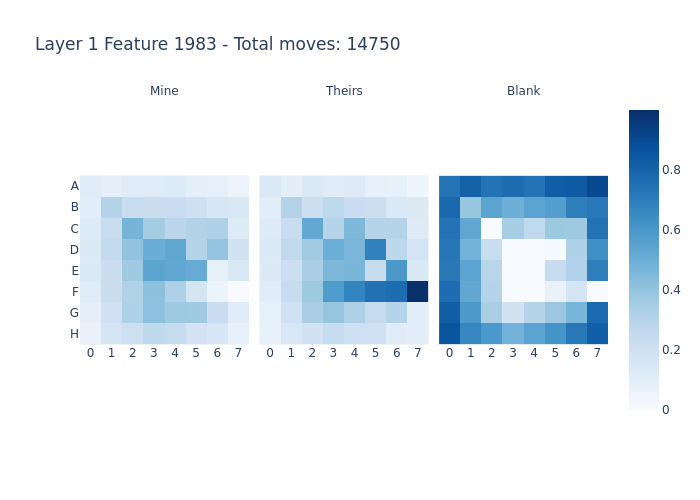 Layer 1 Feature 1983 - Total moves: 14750
Mine Theirs Blank
A
B
C
D
E
F
G
H
0 1 2 3 4 5 6 7 0 1 2 3 4 5 6 7 0 1 2 3 4 5 6 7
0.8
0.6
0.4
0.2
0